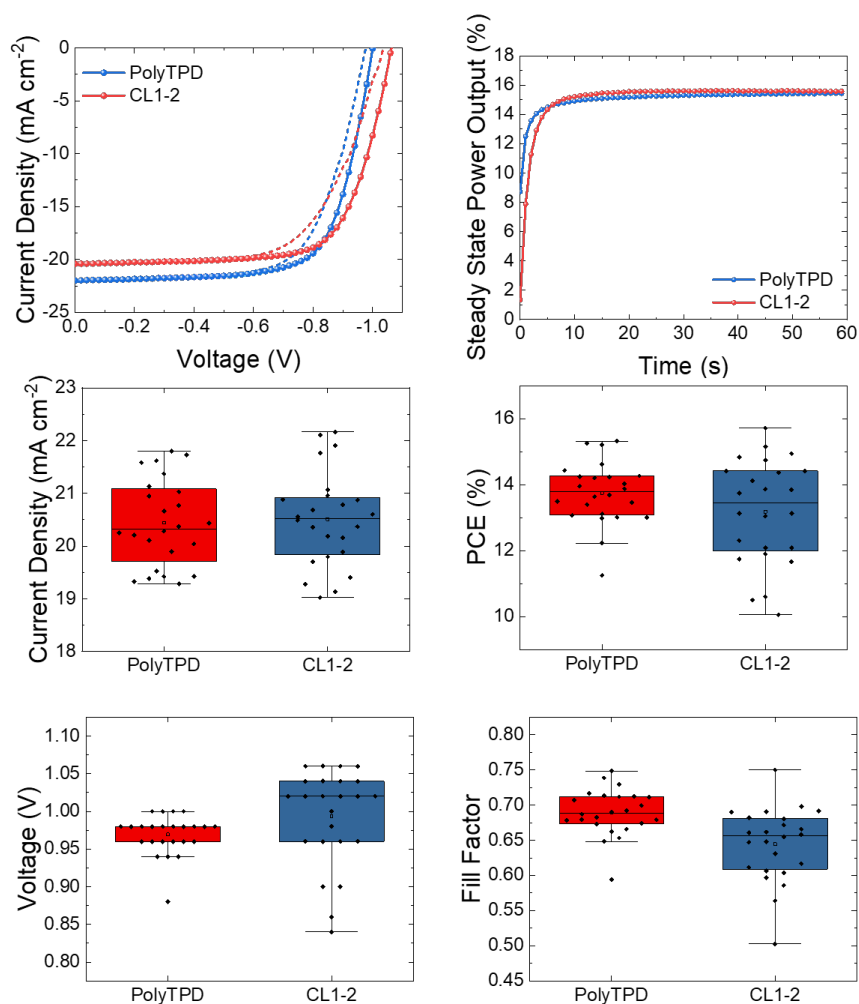 Current Density (mA cm⁻²)
0
-5
-10
-15
-20
-25
PolyTPD
CL1-2
0.0 -0.2 -0.4 -0.6 -0.8 -1.0
Voltage (V)
Steady State Power Output (%)
18
16
14
12
10
8
6
4
2
0
PolyTPD
CL1-2
0 10 20 30 40 50 60
Time (s)
Current Density (mA cm⁻²)
23
22
21
20
19
18
PolyTPD CL1-2
PCE (%)
16
14
12
10
PolyTPD CL1-2
Voltage (V)
1.10
1.05
1.00
0.95
0.90
0.85
0.80
PolyTPD CL1-2
Fill Factor
0.80
0.75
0.70
0.65
0.60
0.55
0.50
0.45
PolyTPD CL1-2